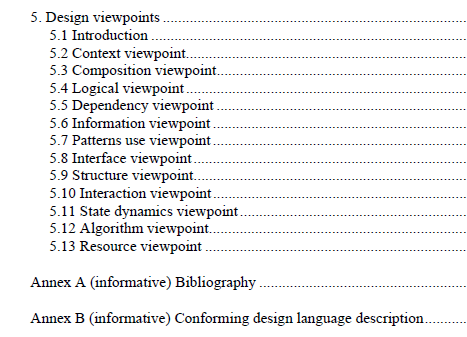 5. Design viewpoints ........................................................................
5.1 Introduction ........................................................................
5.2 Context viewpoint........................................................................
5.3 Composition viewpoint........................................................................
5.4 Logical viewpoint........................................................................
5.5 Dependency viewpoint ........................................................................
5.6 Information viewpoint........................................................................
5.7 Patterns use viewpoint........................................................................
5.8 Interface viewpoint........................................................................
5.9 Structure viewpoint........................................................................
5.10 Interaction viewpoint........................................................................
5.11 State dynamics viewpoint........................................................................
5.12 Algorithm viewpoint........................................................................
5.13 Resource viewpoint ........................................................................
Annex A (informative) Bibliography ........................................................................
Annex B (informative) Conforming design language description............